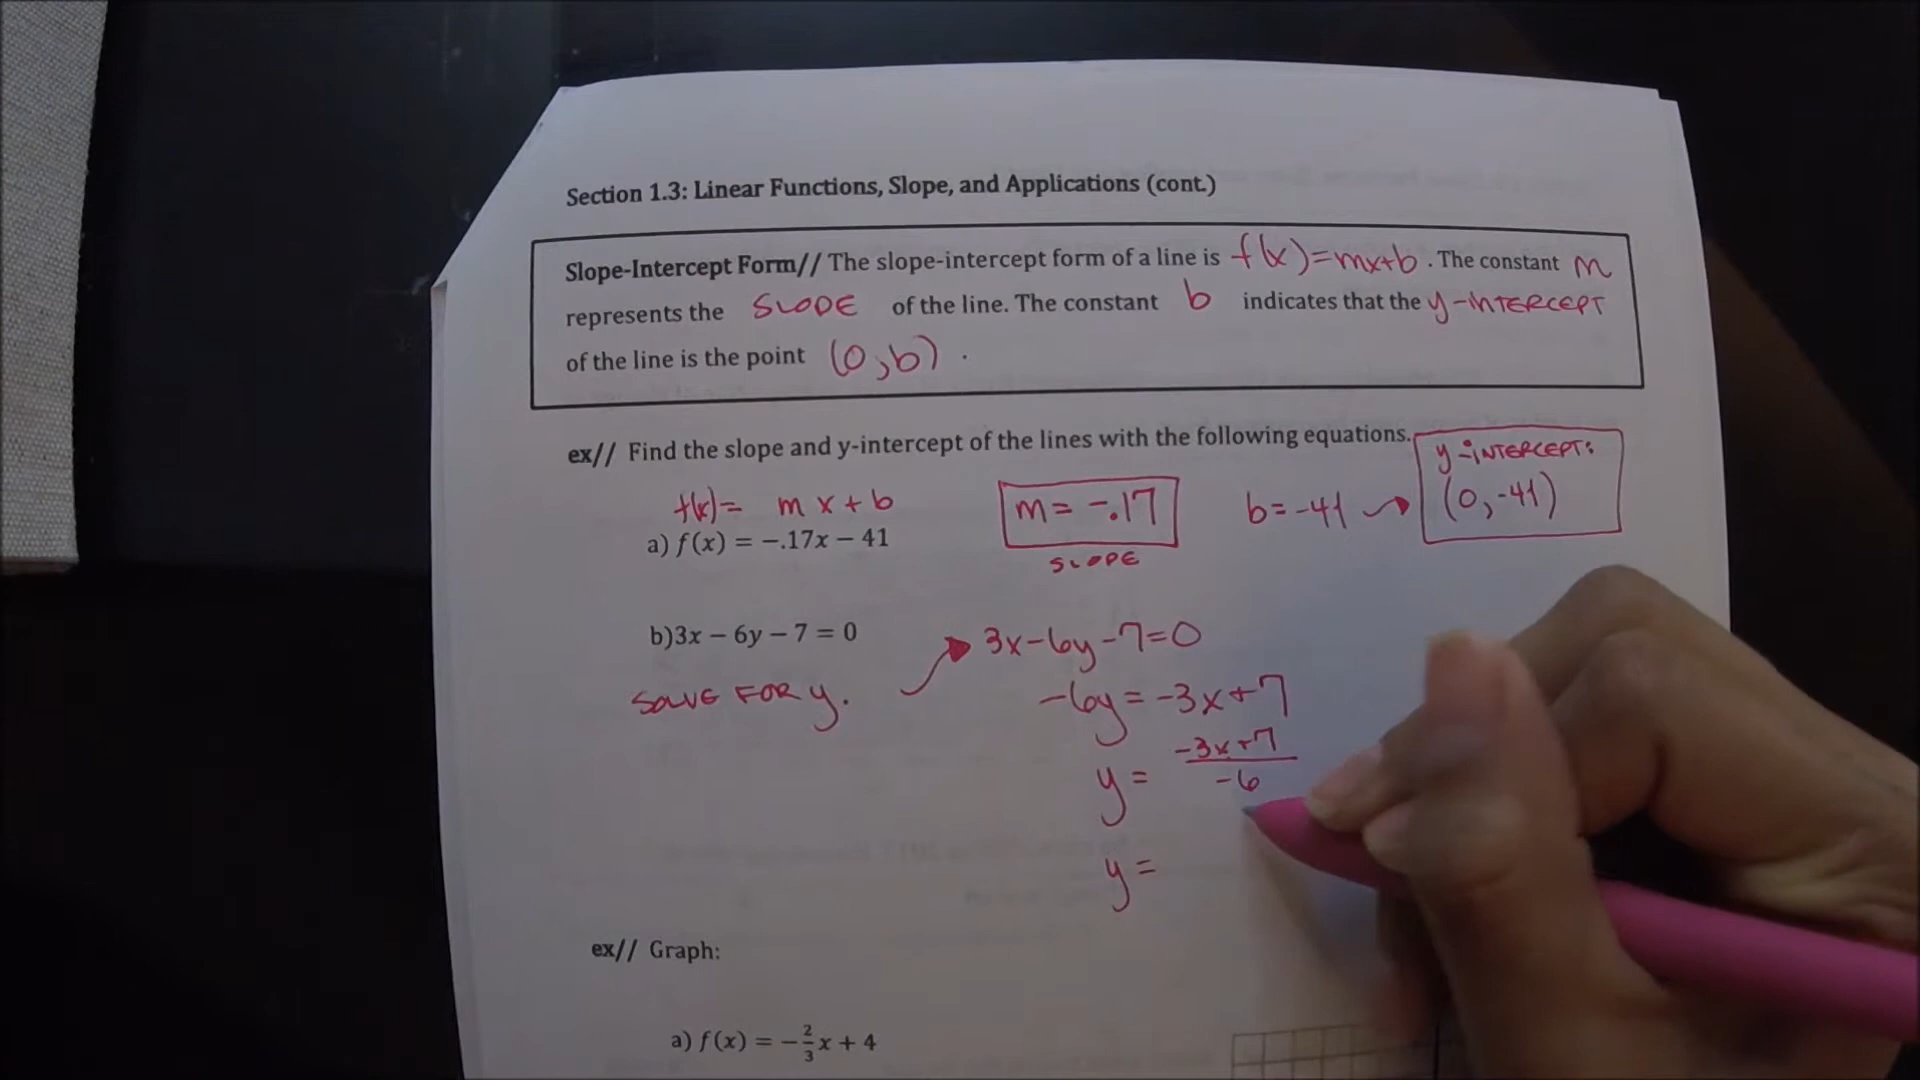 Section 1.3: Linear Functions, Slope, and Applications (cont.)
Slope-Intercept Form// The slope-intercept form of a line is f(x)=mx+b. The constant m
represents the SLOPE of the line. The constant b indicates that the y-INTERCEPT
of the line is the point (0,b).
ex// Find the slope and y-intercept of the lines with the following equations.
y-INTERCEPT:
f(x)= mx+b
m=-.17
b=-41
(0,-41)
a) f(x) = −.17x − 41
SLOPE
b)3x − 6y − 7 = 0
3x-6y-7=0
SOLVE FOR y.
-6y=-3x+7
y= \frac{-3x+7}{-6}
y=
ex// Graph:
a) f(x) = −\frac{2}{3}x + 4